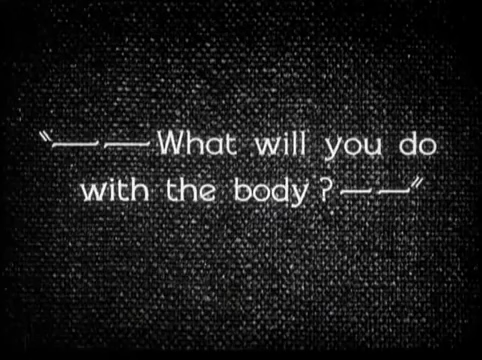 "— —What will you do
with the body?— —"